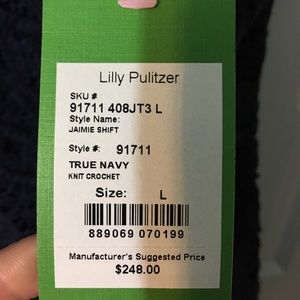 Lilly Pulitzer
SKU #
91711 408JT3 L
Style Name:
JAIMIE SHIFT
Style #: 91711
TRUE NAVY
KNIT CROCHET
Size: L
889069 070199
Manufacturer's Suggested Price
$248.00